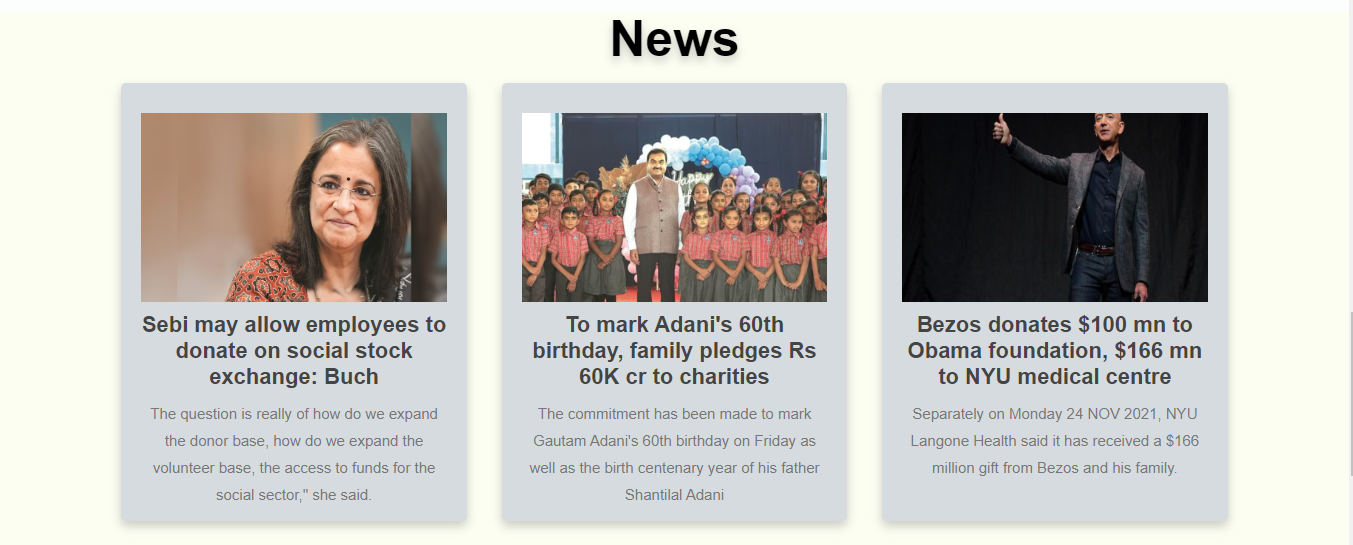 News
Sebi may allow employees to
donate on social stock
exchange: Buch
The question is really of how do we expand
the donor base, how do we expand the
volunteer base, the access to funds for the
social sector," she said.
Happy
To mark Adani's 60th
birthday, family pledges Rs
60K cr to charities
The commitment has been made to mark
Gautam Adani's 60th birthday on Friday as
well as the birth centenary year of his father
Shantilal Adani
Bezos donates $100 mn to
Obama foundation, $166 mn
to NYU medical centre
Separately on Monday 24 NOV 2021, NYU
Langone Health said it has received a $166
million gift from Bezos and his family.